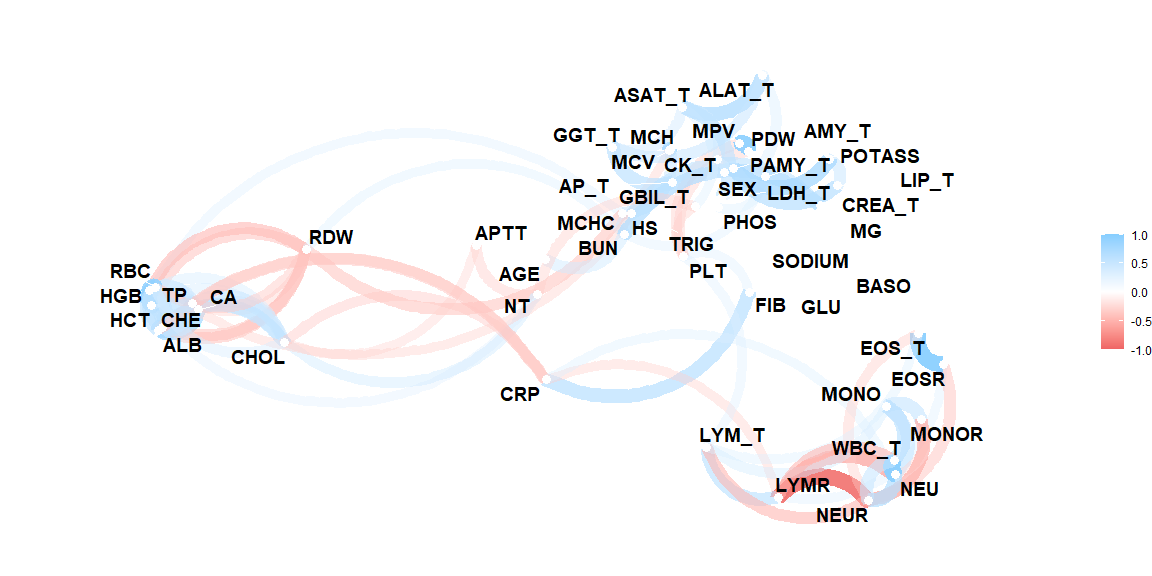 ASAT_T ALAT_T
GGT_T MCH MPV PDW AMY_T
MCV CK_T PAMY_T POTASS
AP_T GBIL_T SEX LDH_T LIP_T
MCHC HS PHOS CREA_T
BUN TRIG MG
RDW APTT
AGE PLT SODIUM
RBC
HGB TP CA NT FIB GLU BASO
HCT CHE
ALB CHOL
CRP
EOS_T
EOSR
MONO
LYM_T WBC_T MONOR
LYMR NEU
NEUR
1.0
0.5
0.0
-0.5
-1.0